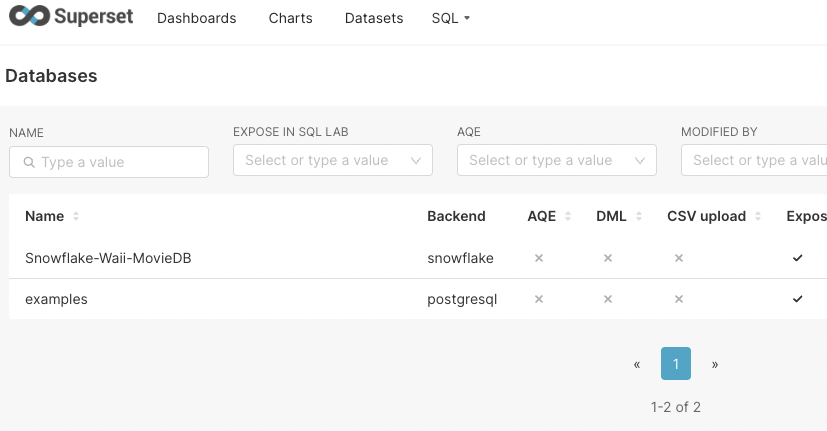 Superset Dashboards Charts Datasets SQL
Databases
NAME EXPOSE IN SQL LAB AQE MODIFIED BY
Type a value Select or type a value Select or type a value Select or type a valu
Name Backend AQE DML CSV upload Expos
Snowflake-Waii-MovieDB snowflake × × × ✓
examples postgresql × × × ✓
« 1 »
1-2 of 2